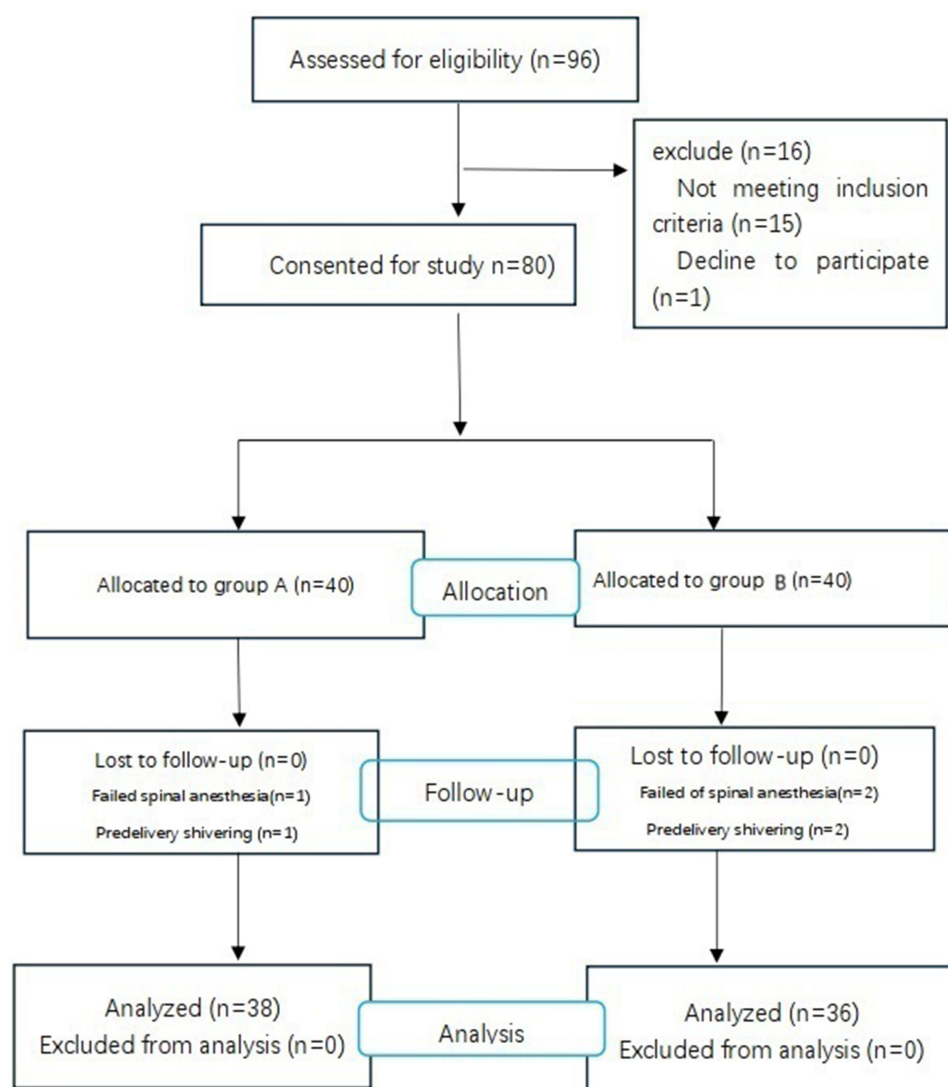 Assessed for eligibility (n=96)
exclude (n=16)
Not meeting inclusion
criteria (n=15)
Decline to participate
(n=1)
Consented for study n=80)
Allocated to group A (n=40)
Allocation
Allocated to group B (n=40)
Lost to follow-up (n=0)
Failed spinal anesthesia(n=1)
Predelivery shivering (n=1)
Follow-up
Lost to follow-up (n=0)
Failed of spinal anesthesia(n=2)
Predelivery shivering (n=2)
Analyzed (n=38)
Excluded from analysis (n=0)
Analysis
Analyzed (n=36)
Excluded from analysis (n=0)